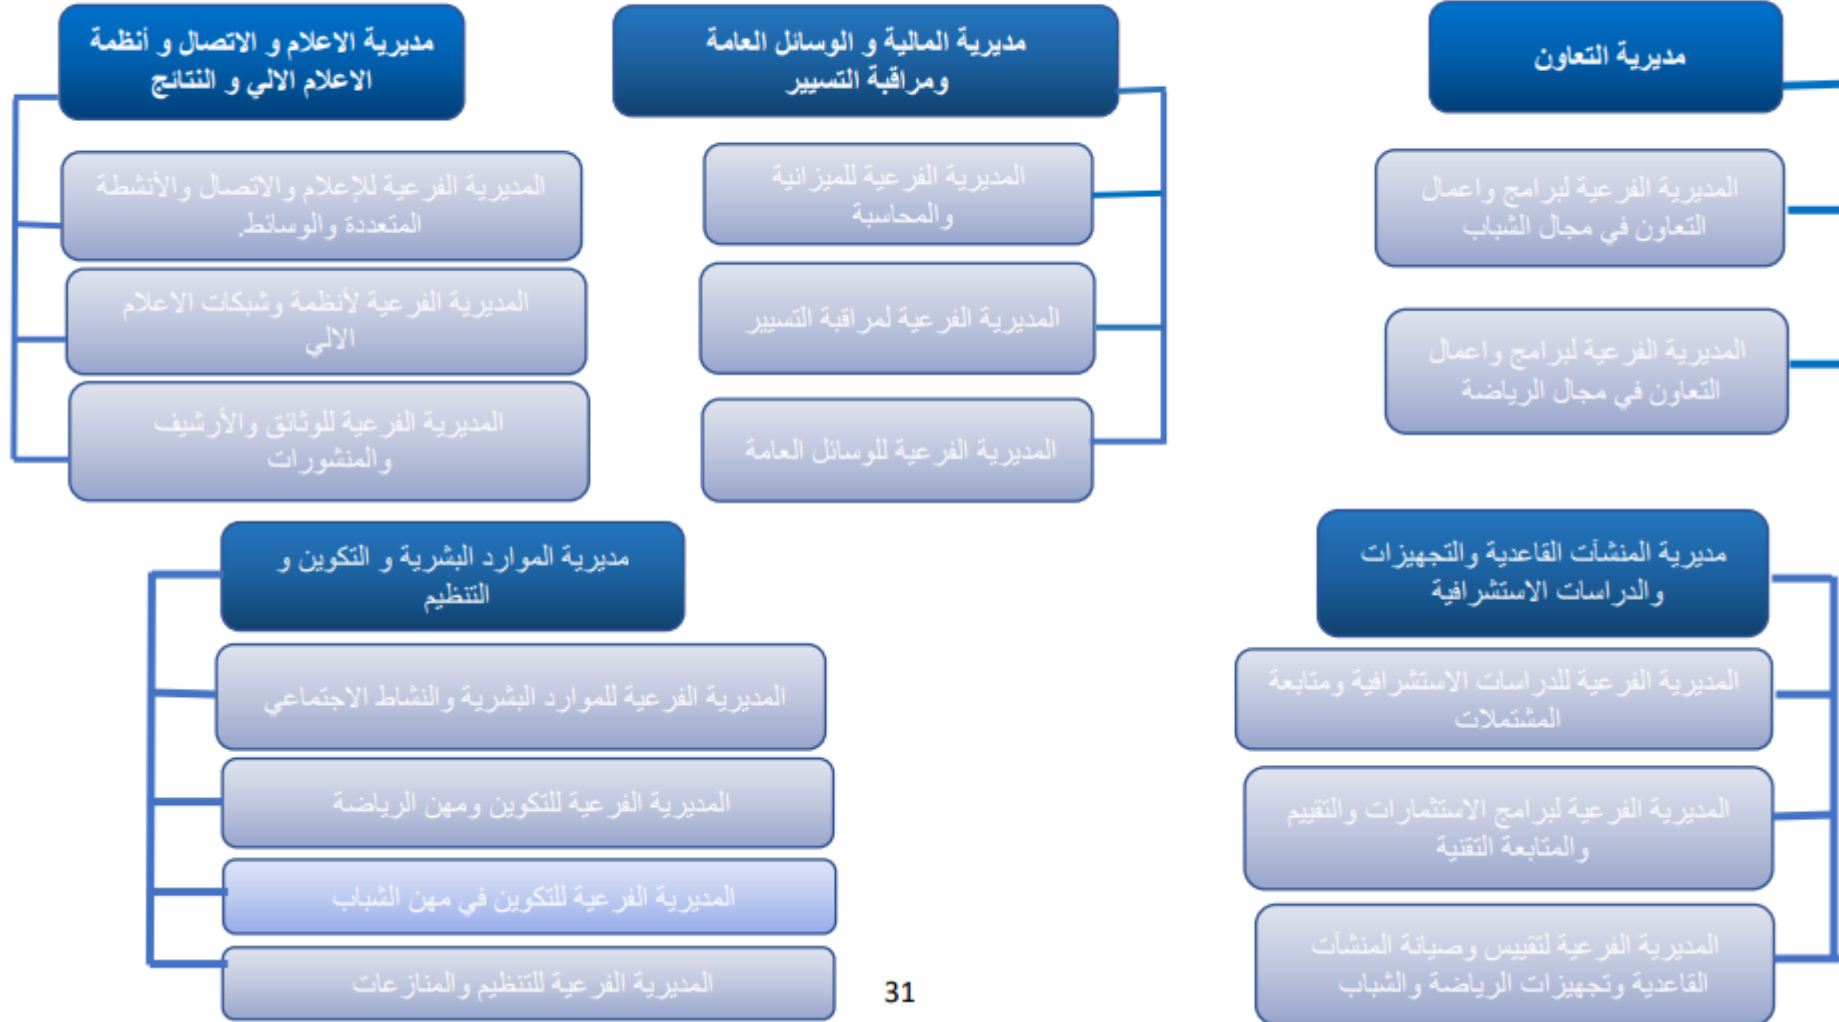 مديرية التعاون
المديرية الفرعية لبرامج واعمال
التعاون في مجال الشباب
المديرية الفرعية لبرامج واعمال
التعاون في مجال الرياضة
مديرية المالية و الوسائل العامة
ومراقبة التسيير
المديرية الفرعية للميزانية
والمحاسبة
المديرية الفرعية لمراقبة التسيير
المديرية الفرعية للوسائل العامة
مديرية الاعلام و الاتصال و أنظمة
الاعلام الالي و النتائج
المديرية الفرعية للإعلام والاتصال والأنشطة
المتعددة والوسائط.
المديرية الفرعية لأنظمة وشبكات الاعلام
الالي
المديرية الفرعية للوثائق والأرشيف
والمنشورات
مديرية المنشآت القاعدية والتجهيزات
والدراسات الاستشرافية
المديرية الفرعية للدراسات الاستشرافية ومتابعة
المشتملات
المديرية الفرعية لبرامج الاستثمارات والتقييم
والمتابعة التقنية
المديرية الفرعية لتقييس وصيانة المنشآت
القاعدية وتجهيزات الرياضة والشباب
مديرية الموارد البشرية و التكوين و
التنظيم
المديرية الفرعية للموارد البشرية والنشاط الاجتماعي
المديرية الفرعية للتكوين ومهن الرياضة
المديرية الفرعية للتكوين في مهن الشباب
المديرية الفرعية للتنظيم والمنازعات
31